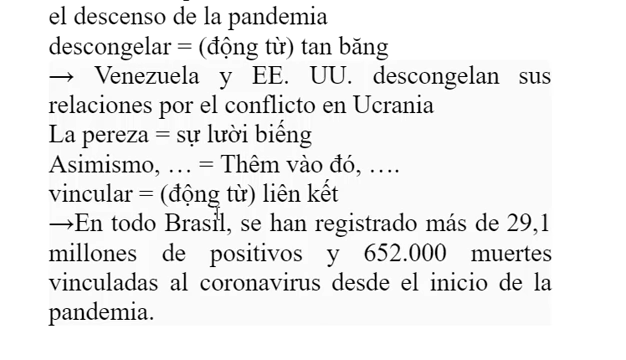 el descenso de la pandemia
descongelar = (động từ) tan băng
→ Venezuela y EE. UU. descongelan sus
relaciones por el conflicto en Ucrania
La pereza = sự lười biếng
Asimismo, … = Thêm vào đó, ….
vincular = (động từ) liên kết
→En todo Brasil, se han registrado más de 29,1
millones de positivos y 652.000 muertes
vinculadas al coronavirus desde el inicio de la
pandemia.